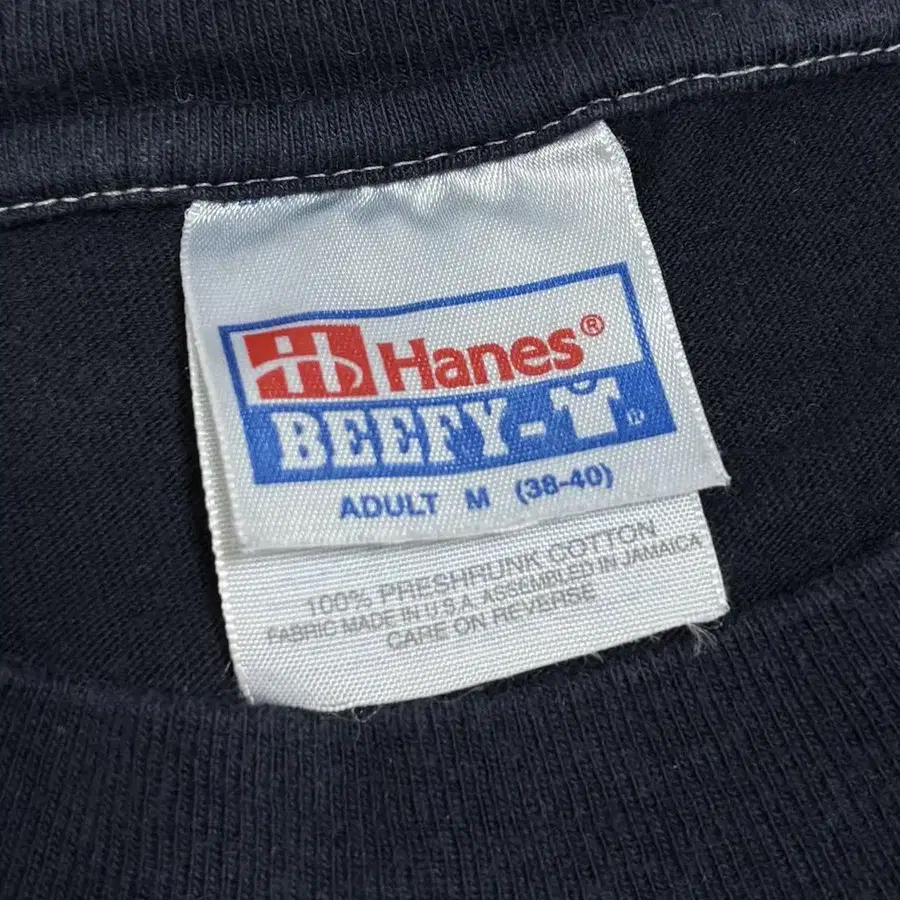 Hanes®
BEEFY-T®
ADULT M (38-40)
100% PRESHRUNK COTTON
FABRIC MADE IN U.S.A. ASSEMBLED IN JAMAICA
CARE ON REVERSE